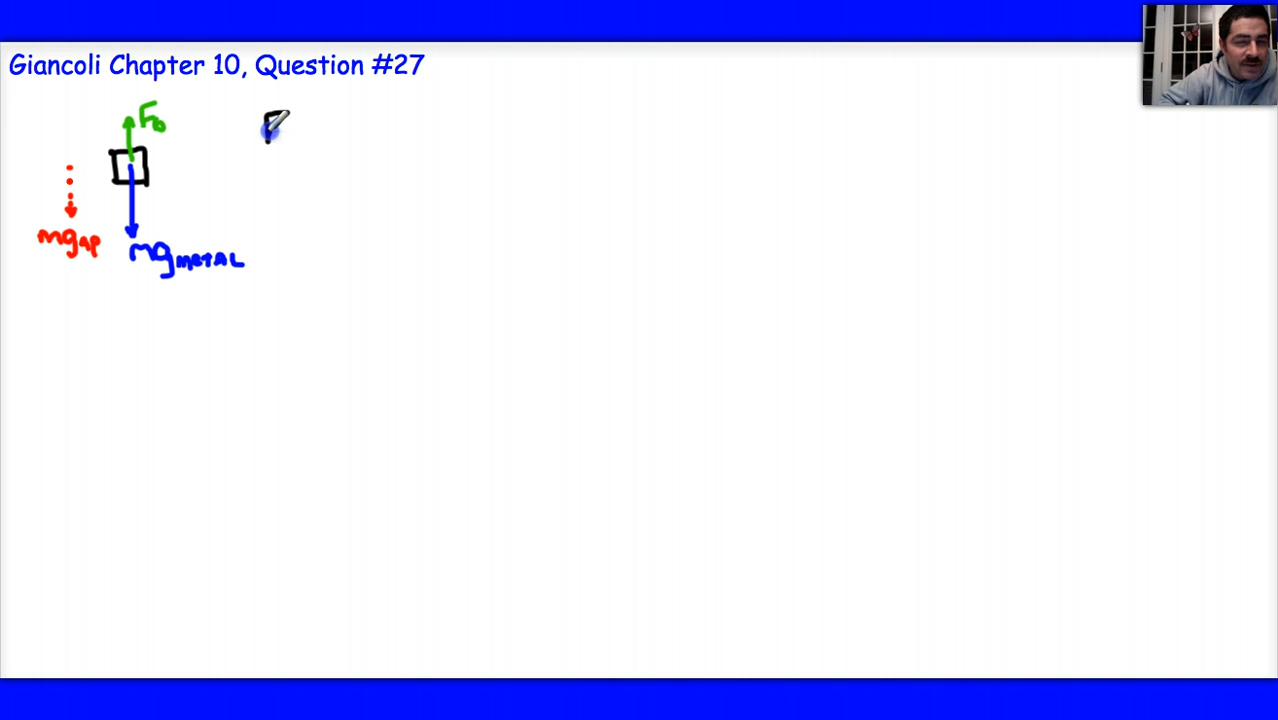 Giancoli Chapter 10, Question #27
F_b
F
mg_ap
mg_METAL